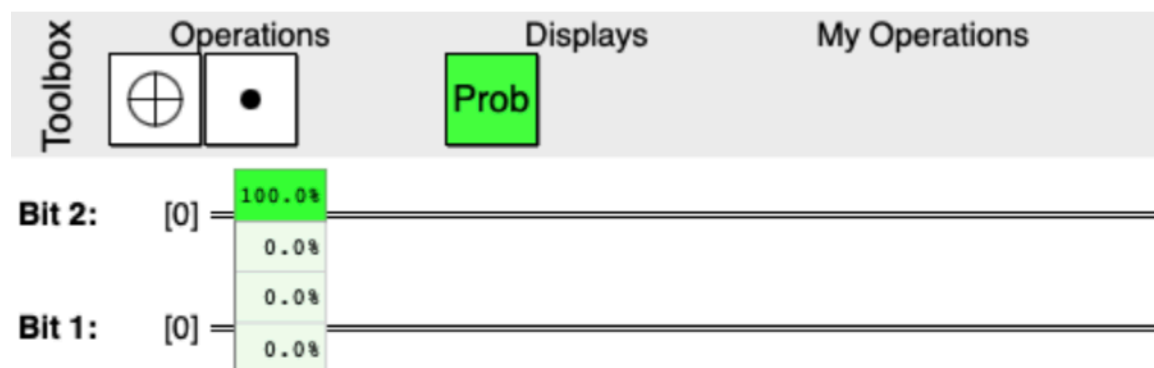 Toolbox
Operations
Displays
My Operations
Prob
Bit 2:
[0]
100.0%
0.0%
0.0%
Bit 1:
[0]
0.0%